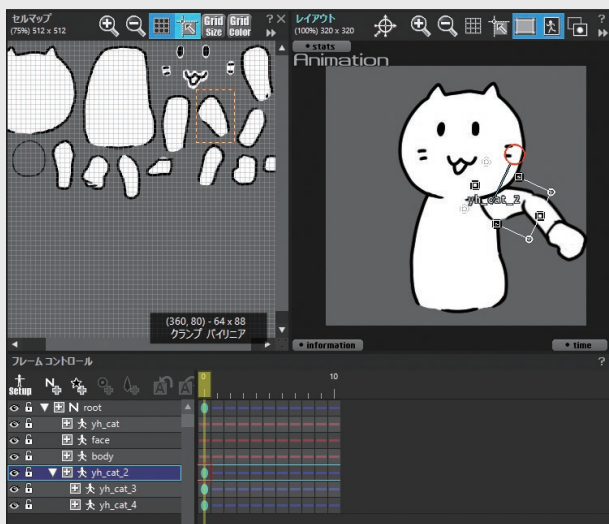 セルマップ
(75%) 512 x 512
Grid Size
Grid Color
?
(360, 80) - 64 x 88
クランプ バイリニア
レイアウト
(100%) 320 x 320
?
• stats
Animation
yh_cat_2
• information
• time
フレームコントロール
?
Setup
0
10
N root
yh_cat
face
body
yh_cat_2
yh_cat_3
yh_cat_4